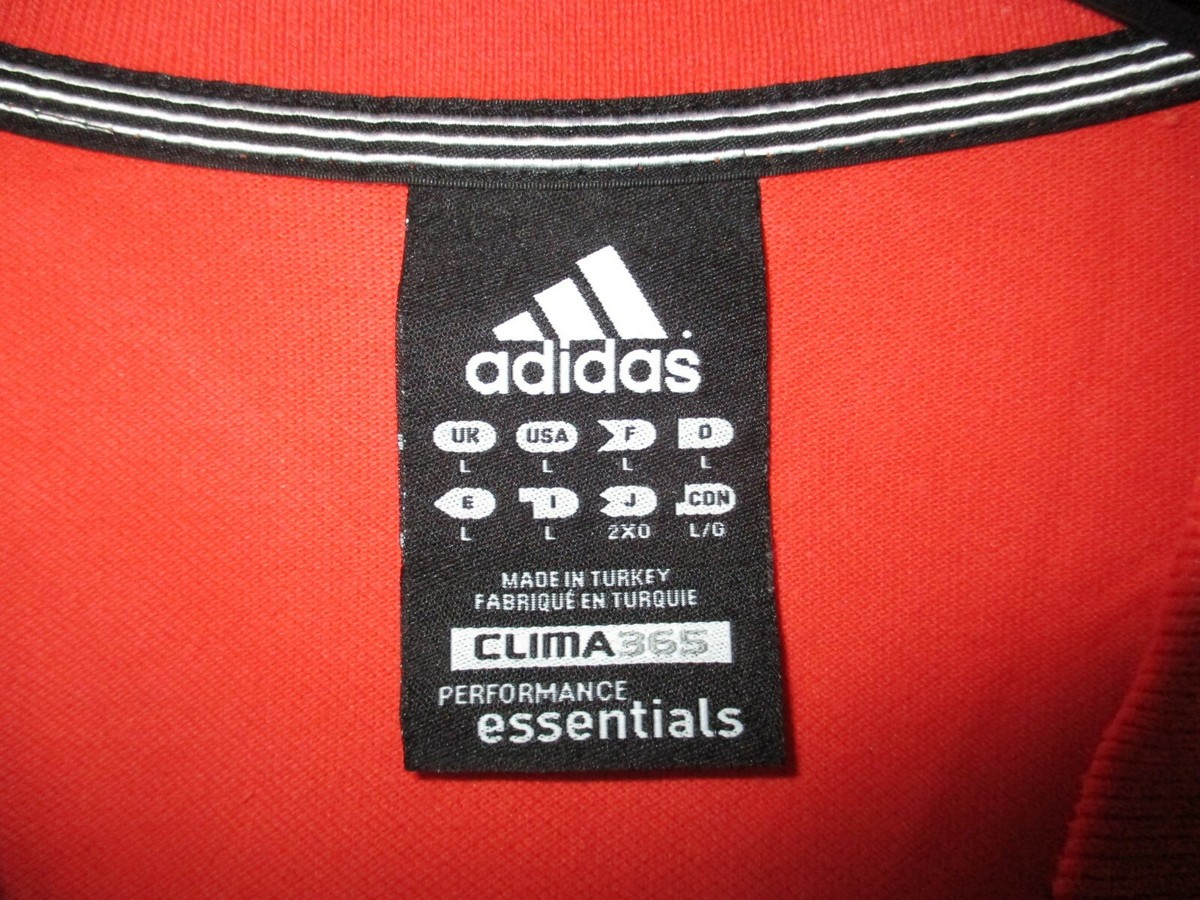 adidas
UK USA F D
L L L L
E I J CDN
L L 2XO L/G
MADE IN TURKEY
FABRIQUÉ EN TURQUIE
CLIMA365
PERFORMANCE
essentials